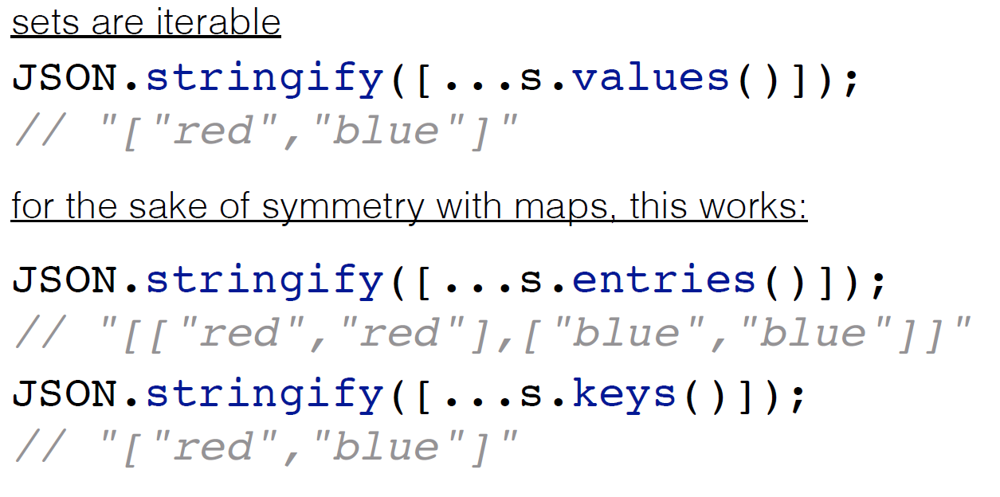 sets are iterable
JSON.stringify([...s.values()]);
// "["red","blue"]"
for the sake of symmetry with maps, this works:
JSON.stringify([...s.entries()]);
// "[["red","red"],["blue","blue"]]"
JSON.stringify([...s.keys()]);
// "["red","blue"]"